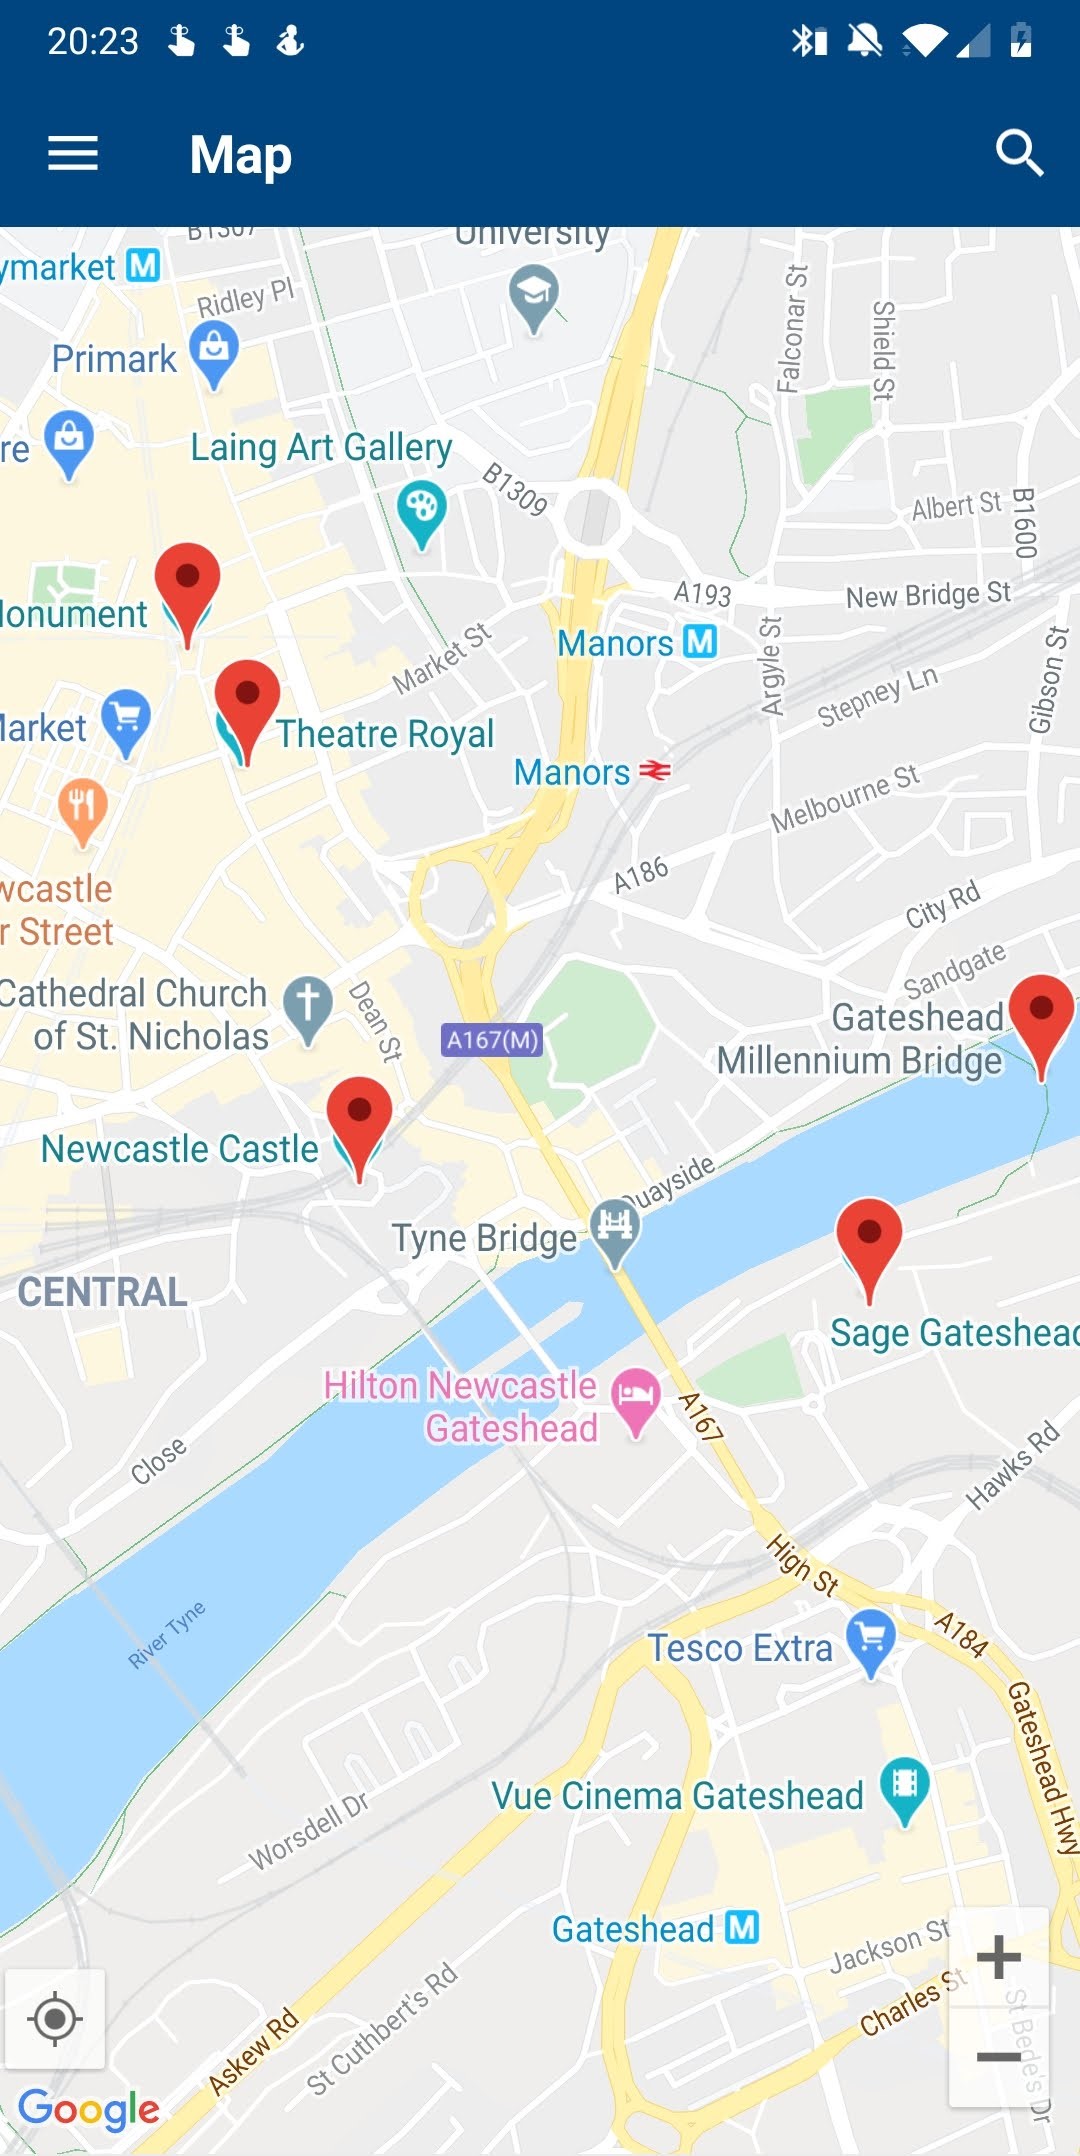 20:23
Map
B1307
University
ymarket M
Ridley Pl
Falconar St
Shield St
Primark
re
Laing Art Gallery
B1309
Albert St
B1600
A193
New Bridge St
onument
Manors M
Market St
Argyle St
Gibson St
Stepney Ln
arket
Theatre Royal
Manors
Melbourne St
A186
wcastle
r Street
City Rd
Sandgate
Cathedral Church
of St. Nicholas
Dean St
A167(M)
Gateshead
Millennium Bridge
Newcastle Castle
Quayside
Tyne Bridge
CENTRAL
Sage Gateshead
Hilton Newcastle
Gateshead
A167
Close
Hawks Rd
High St
River Tyne
Tesco Extra
A184
Gateshead Hwy
Vue Cinema Gateshead
Worsdell Dr
Gateshead M
Jackson St
Charles St
St Bede's Dr
St Cuthbert's Rd
Askew Rd
Google